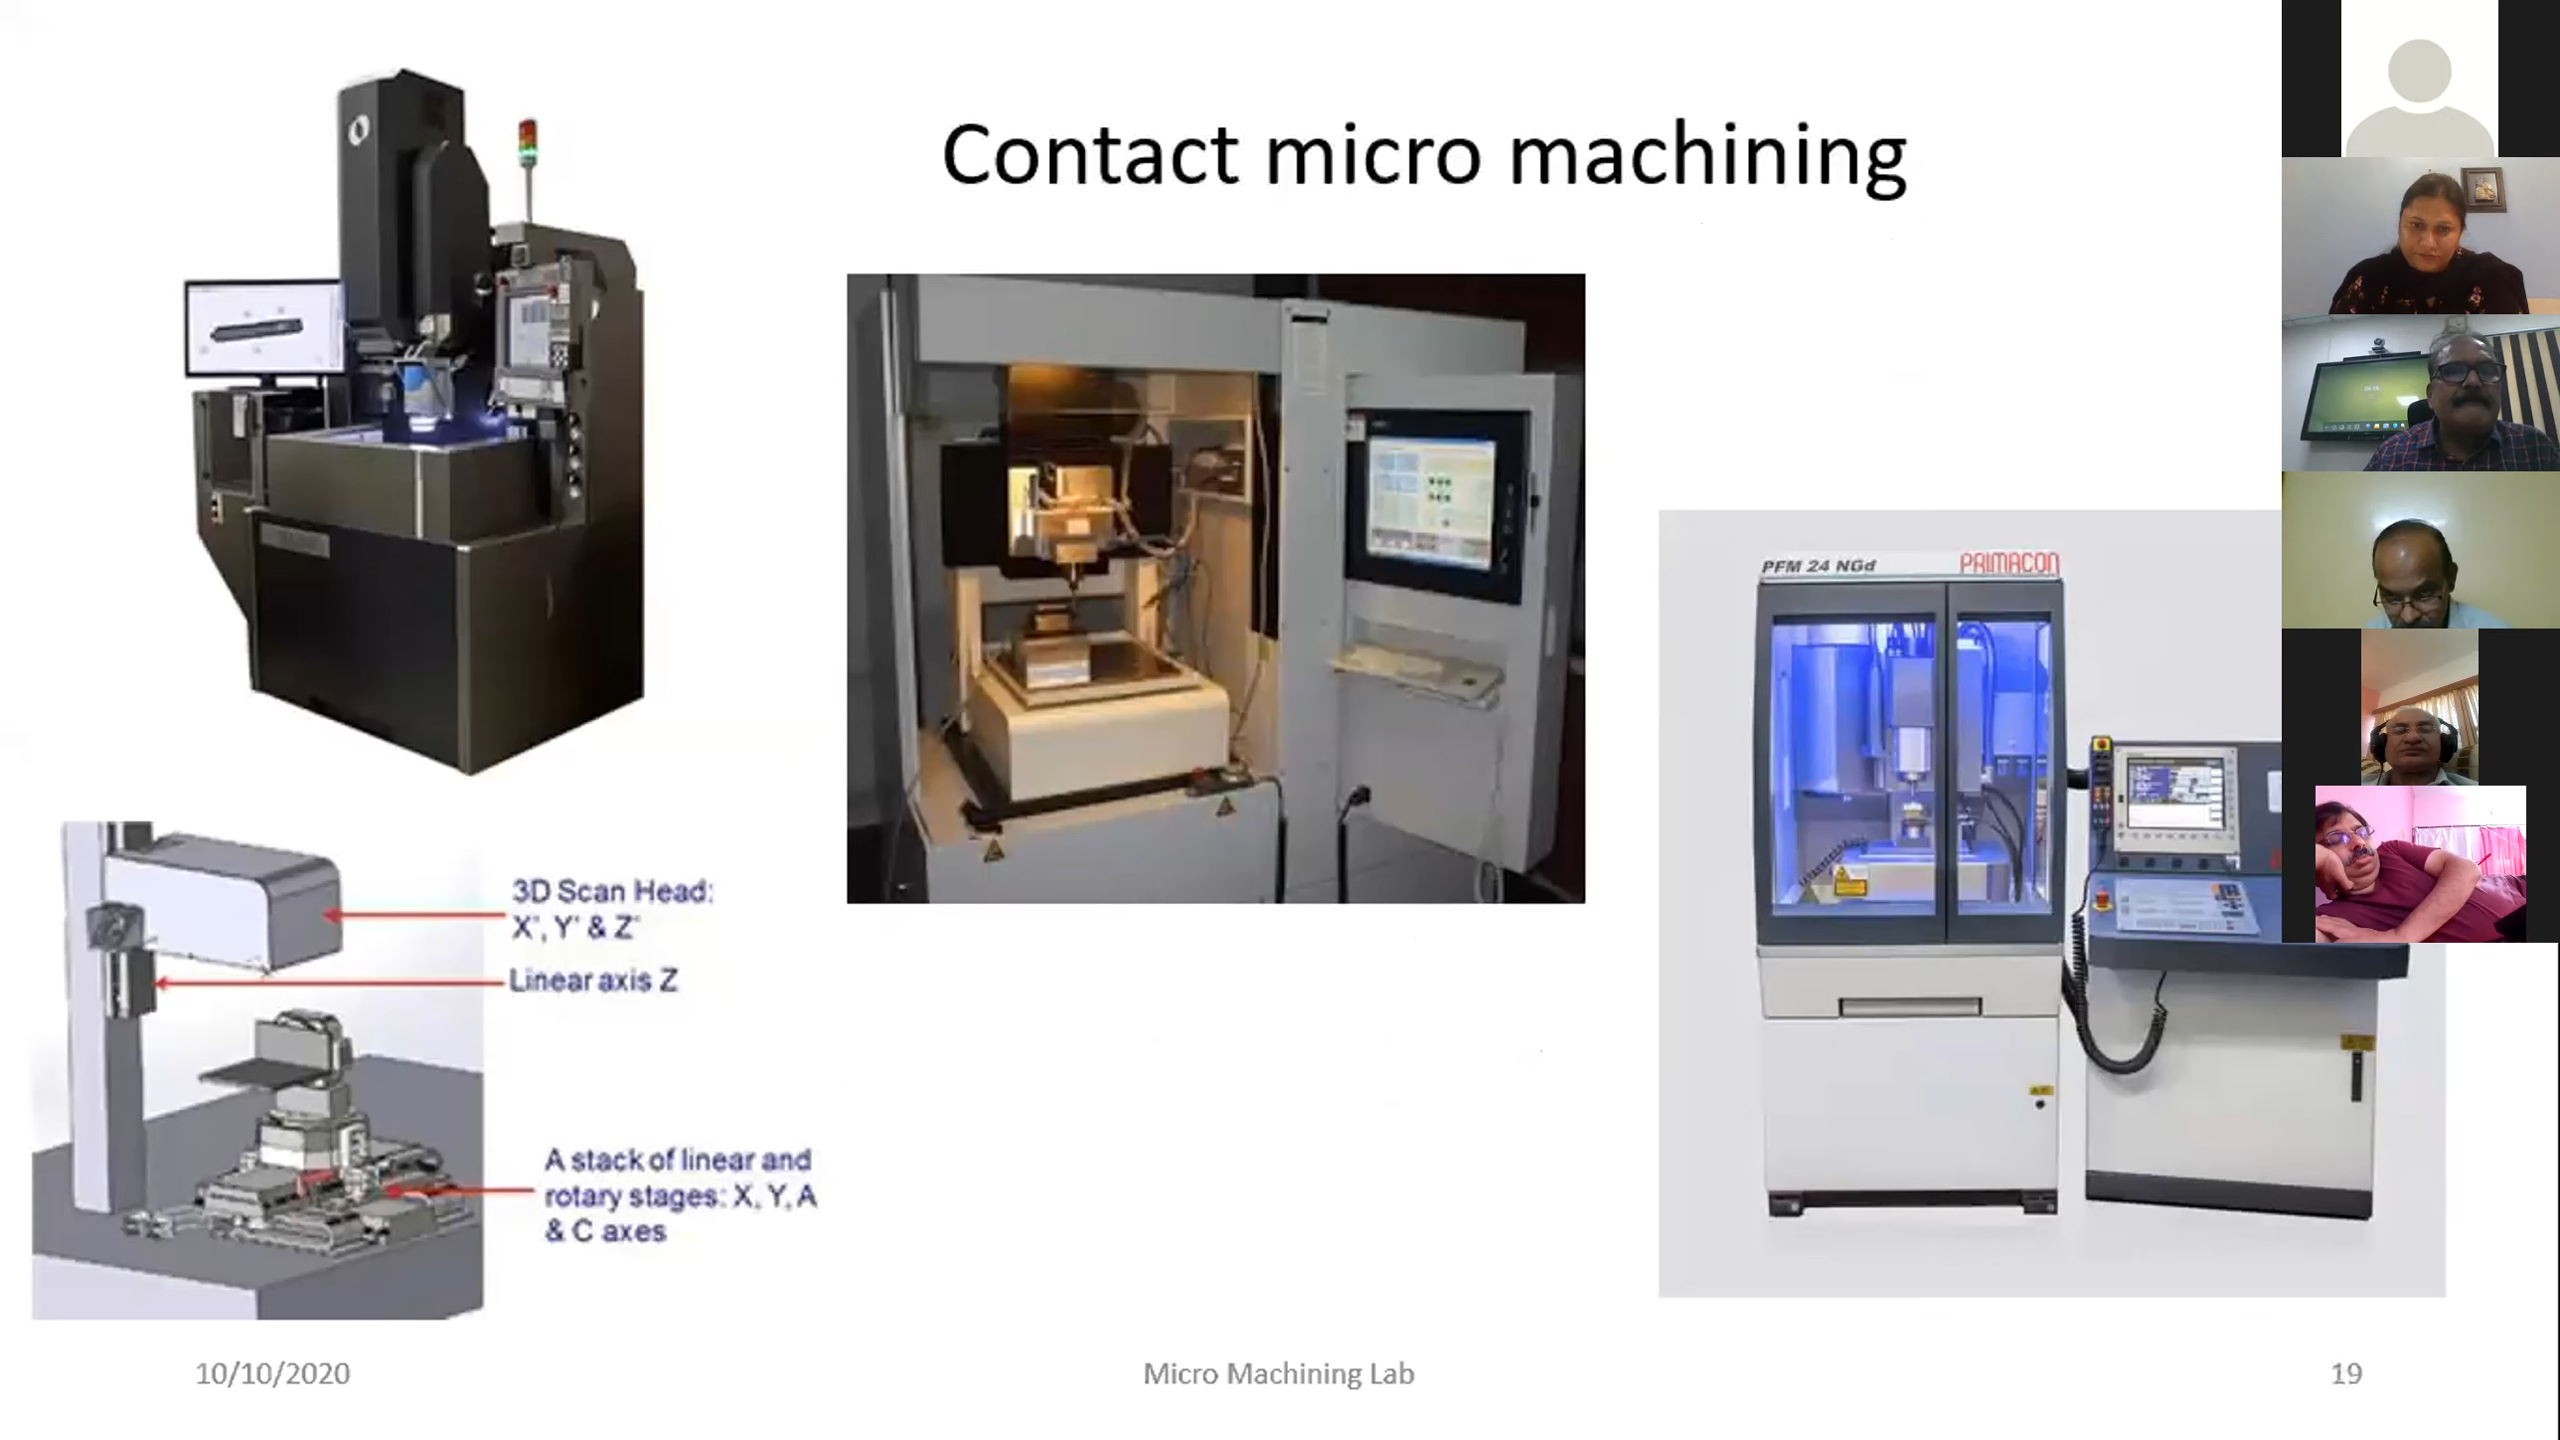 Contact micro machining
PFM 24 NGd
PRIMACON
3D Scan Head:
X', Y' & Z'
Linear axis Z
A stack of linear and
rotary stages: X, Y, A
& C axes
10/10/2020
Micro Machining Lab
19